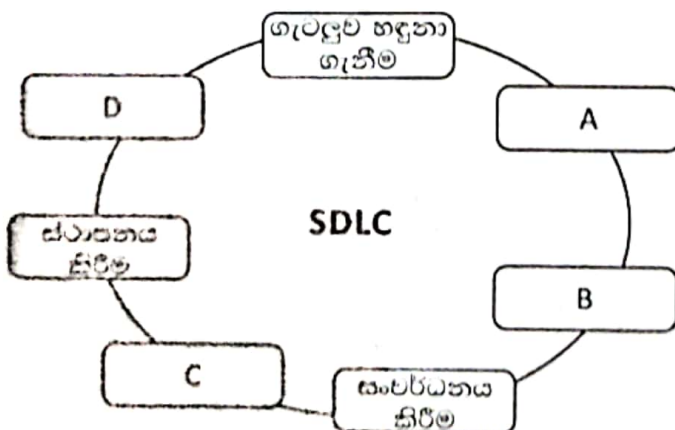 ගැටලුව හඳුනා
ගැනීම
D
A
SDLC
ස්ථාපනය
කිරීම
B
C
සංවර්ධනය
කිරීම